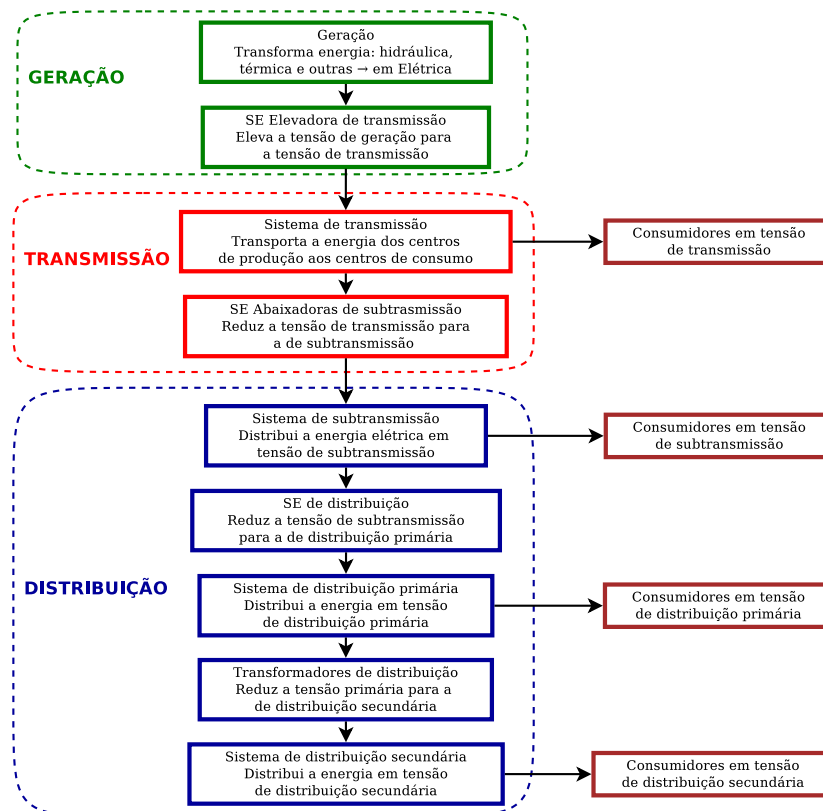 Geração
Transforma energia: hidráulica,
térmica e outras → em Elétrica
GERAÇÃO
SE Elevadora de transmissão
Eleva a tensão de geração para
a tensão de transmissão
Sistema de transmissão
Transporta a energia dos centros
de produção aos centros de consumo
Consumidores em tensão
de transmissão
TRANSMISSÃO
SE Abaixadoras de subtrasmissão
Reduz a tensão de transmissão para
a de subtransmissão
Sistema de subtransmissão
Distribui a energia elétrica em
tensão de subtransmissão
Consumidores em tensão
de subtransmissão
SE de distribuição
Reduz a tensão de subtransmissão
para a de distribuição primária
DISTRIBUIÇÃO
Sistema de distribuição primária
Distribui a energia em tensão
de distribuição primária
Consumidores em tensão
de distribuição primária
Transformadores de distribuição
Reduz a tensão primária para a
de distribuição secundária
Sistema de distribuição secundária
Distribui a energia em tensão
de distribuição secundária
Consumidores em tensão
de distribuição secundária